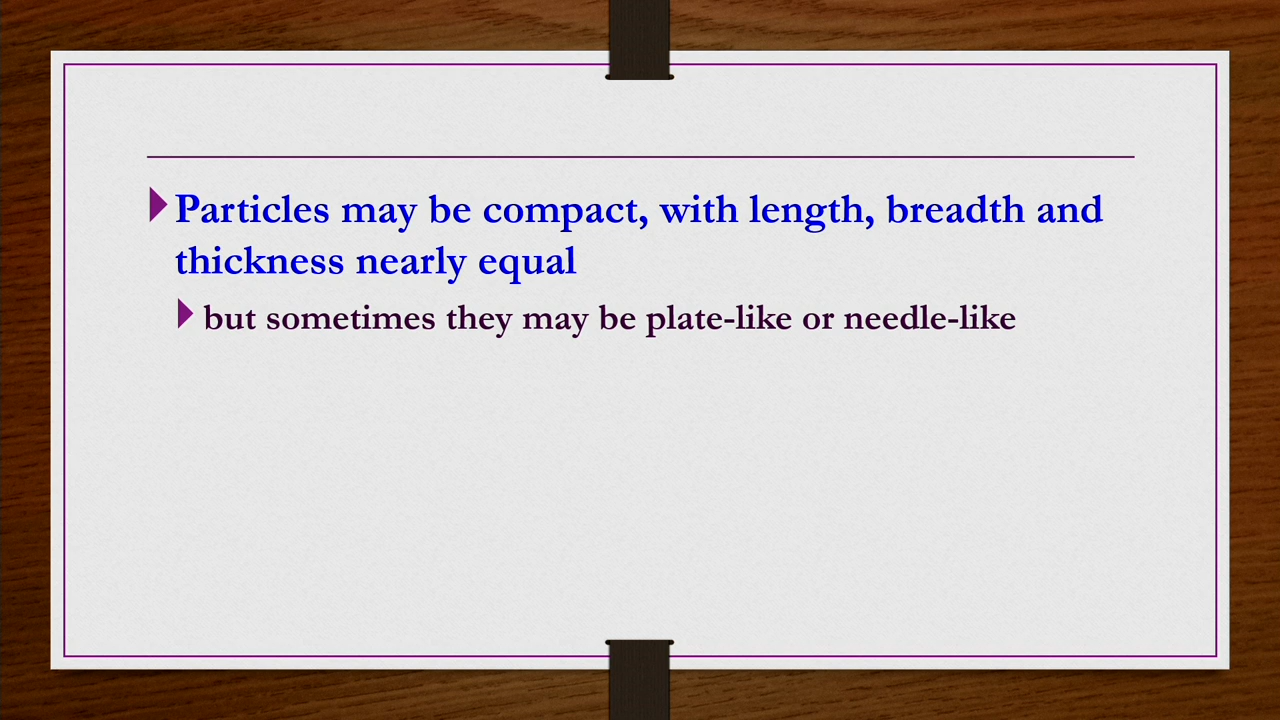 Particles may be compact, with length, breadth and
thickness nearly equal
but sometimes they may be plate-like or needle-like